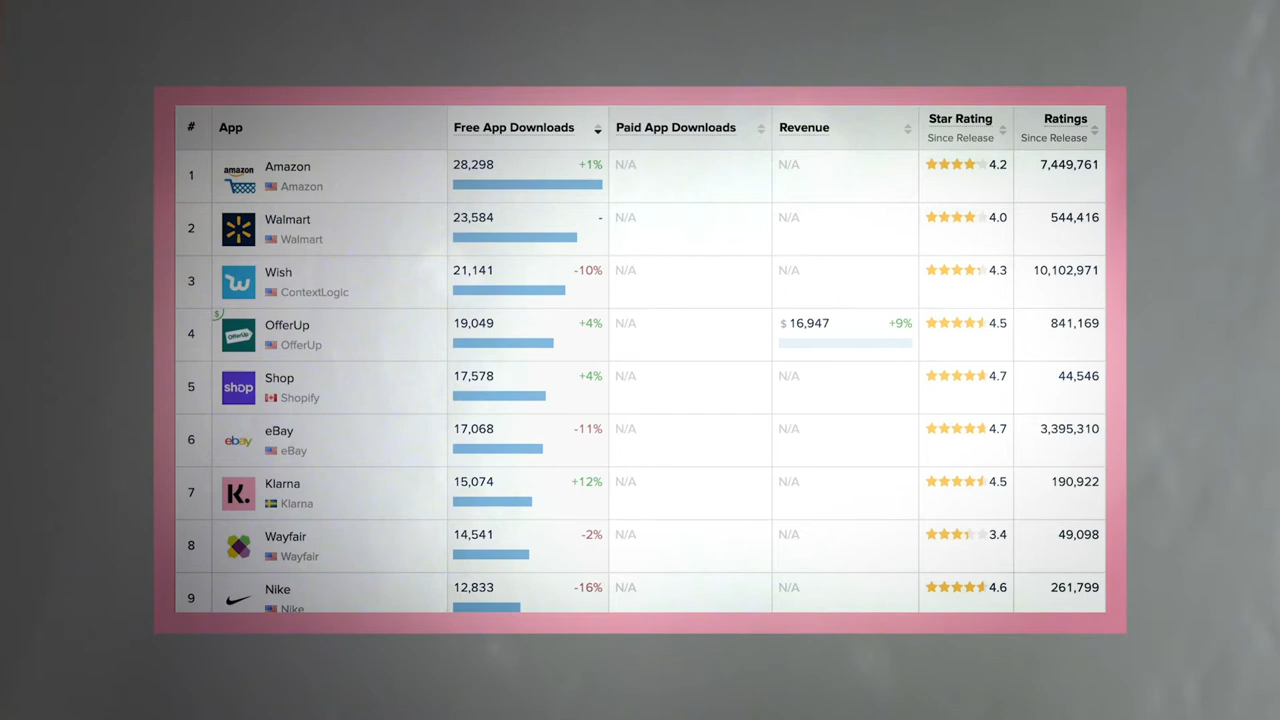 # App Free App Downloads Paid App Downloads Revenue Star Rating Since Release Ratings Since Release
1 amazon Amazon Amazon 28,298 +1% N/A N/A 4.2 7,449,761
2 Walmart Walmart 23,584 - N/A N/A 4.0 544,416
3 Wish ContextLogic 21,141 -10% N/A N/A 4.3 10,102,971
$ 4 OfferUp OfferUp OfferUp 19,049 +4% N/A $ 16,947 +9% 4.5 841,169
5 shop Shop Shopify 17,578 +4% N/A N/A 4.7 44,546
6 ebay eBay eBay 17,068 -11% N/A N/A 4.7 3,395,310
7 K. Klarna Klarna 15,074 +12% N/A N/A 4.5 190,922
8 Wayfair Wayfair 14,541 -2% N/A N/A 3.4 49,098
9 Nike Nike 12,833 -16% N/A N/A 4.6 261,799